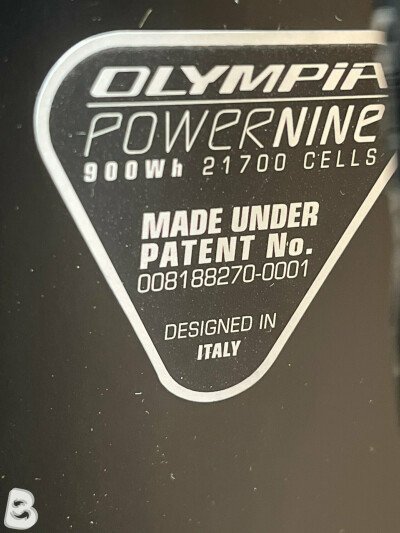 OLYMPIA
POWERNINE
900Wh 21700 CELLS
MADE UNDER
PATENT No.
008188270-0001
DESIGNED IN
ITALY
B